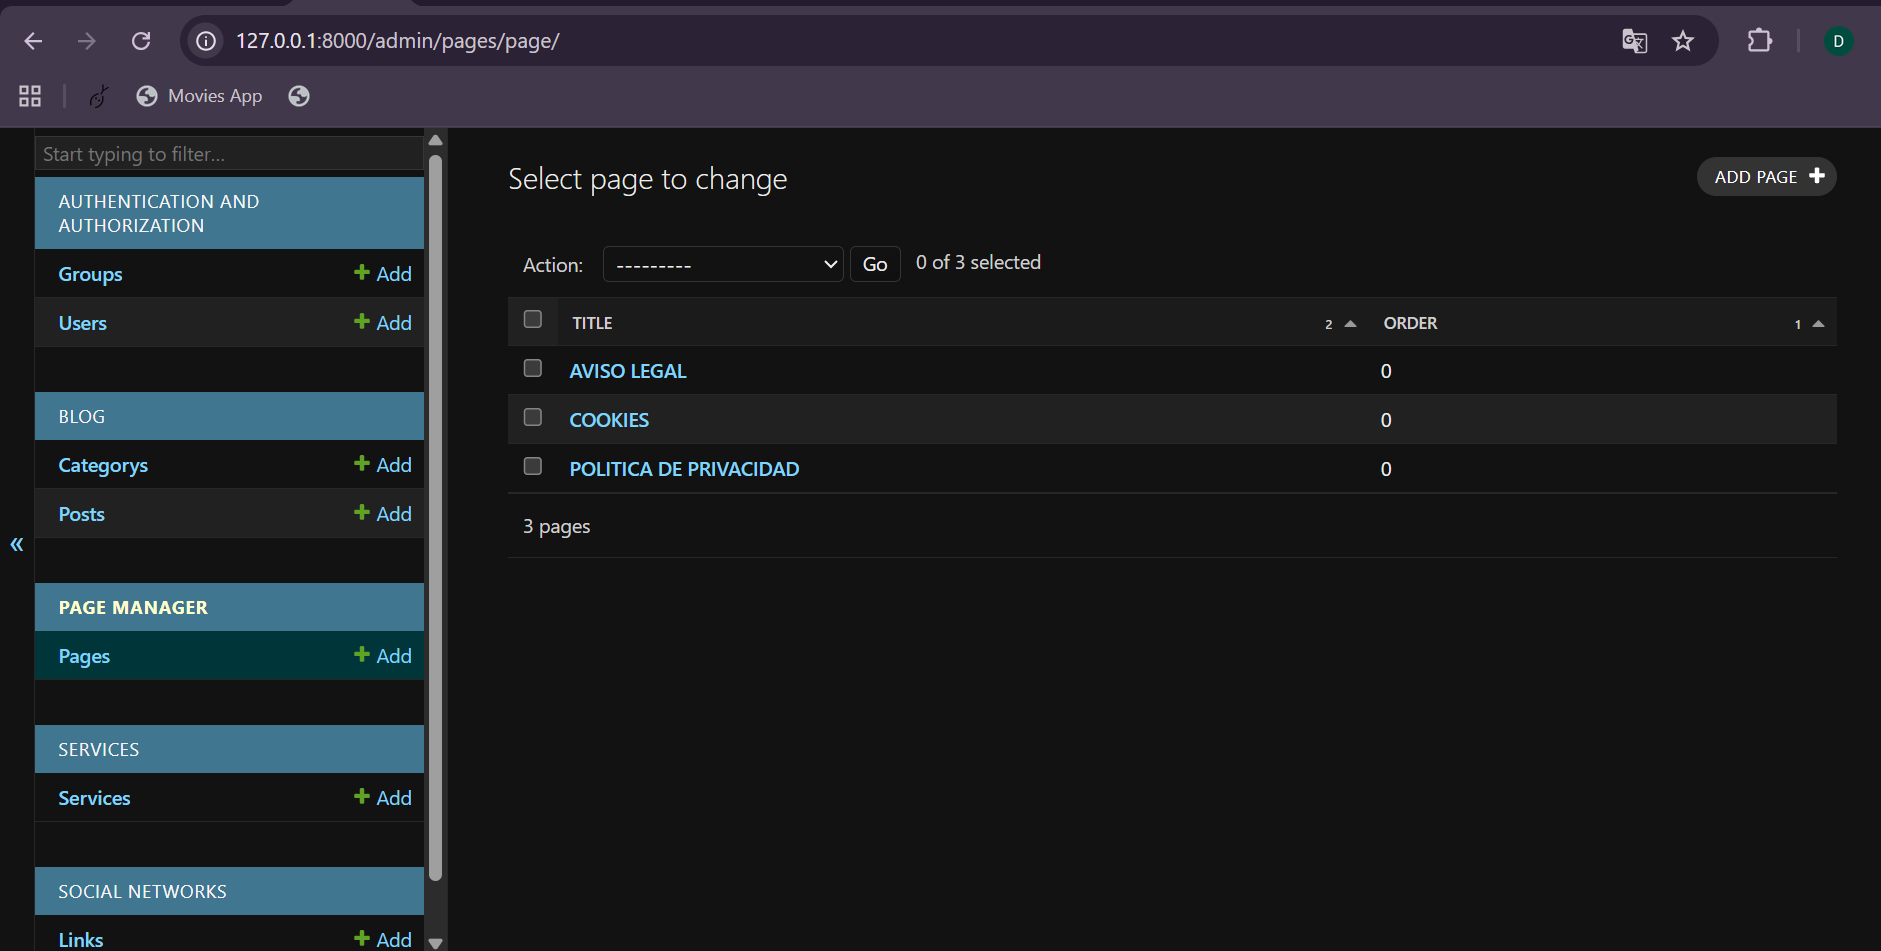 127.0.0.1:8000/admin/pages/page/
D
Movies App
Start typing to filter...
AUTHENTICATION AND
AUTHORIZATION
Groups
Add
Users
Add
BLOG
Categorys
Add
Posts
Add
«
PAGE MANAGER
Pages
Add
SERVICES
Services
Add
SOCIAL NETWORKS
Links
Add
Select page to change
ADD PAGE
Action: --------- Go 0 of 3 selected
TITLE 2 ORDER 1
AVISO LEGAL 0
COOKIES 0
POLITICA DE PRIVACIDAD 0
3 pages